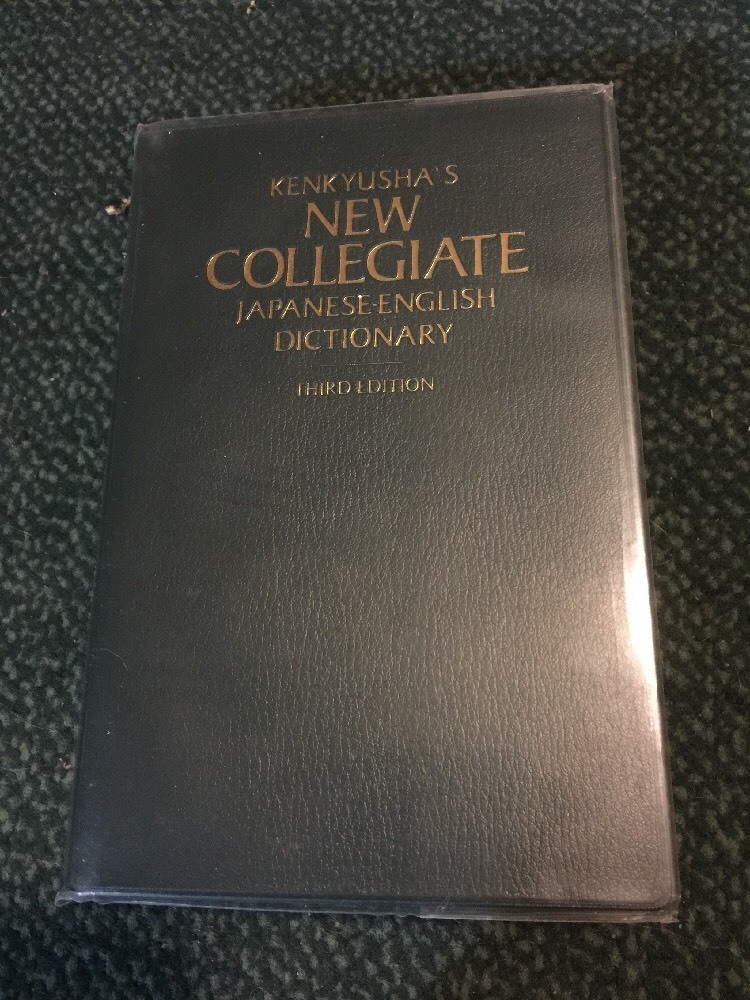 KENKYUSHA'S
NEW
COLLEGIATE
JAPANESE-ENGLISH
DICTIONARY
THIRD EDITION